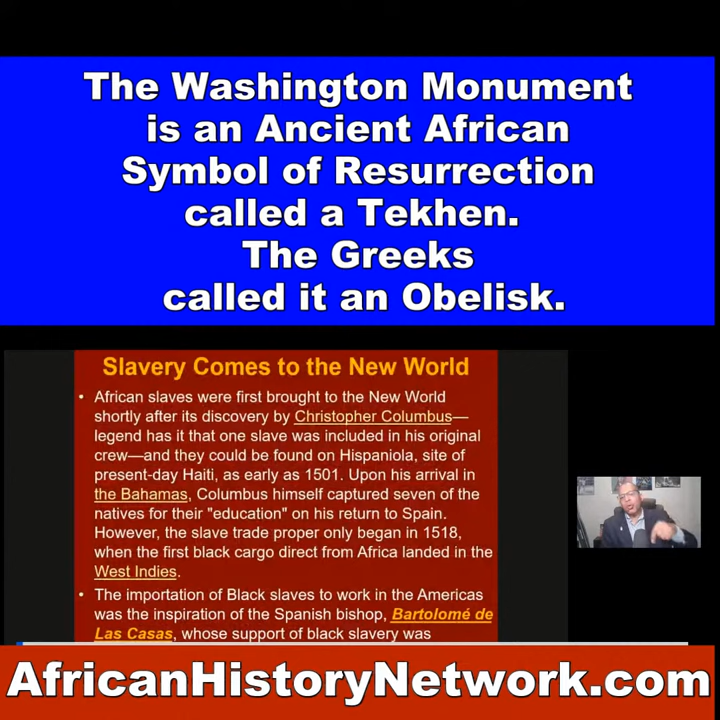 The Washington Monument
is an Ancient African
Symbol of Resurrection
called a Tekhen.
The Greeks
called it an Obelisk.
Slavery Comes to the New World
• African slaves were first brought to the New World
shortly after its discovery by Christopher Columbus—
legend has it that one slave was included in his original
crew—and they could be found on Hispaniola, site of
present-day Haiti, as early as 1501. Upon his arrival in
the Bahamas, Columbus himself captured seven of the
natives for their "education" on his return to Spain.
However, the slave trade proper only began in 1518,
when the first black cargo direct from Africa landed in the
West Indies.
• The importation of Black slaves to work in the Americas
was the inspiration of the Spanish bishop, Bartolomé de
Las Casas, whose support of black slavery was
AfricanHistoryNetwork.com